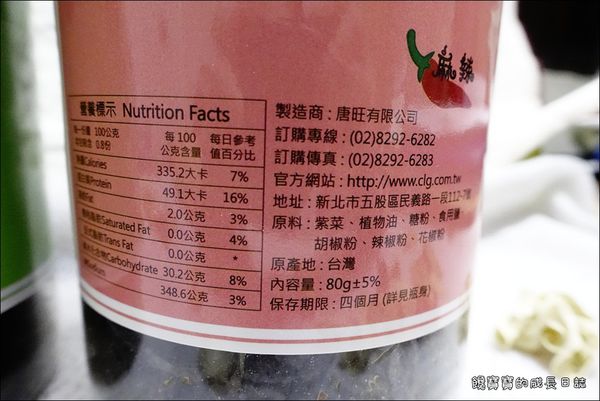 麻辣
營養標示 Nutrition Facts
每一份量 100公克
本包裝含 0.8份
每 100
公克含量
每日參考
值百分比
熱量Calories 335.2大卡 7%
蛋白質Protein 49.1大卡 16%
脂肪Fat 2.0公克 3%
飽和脂肪Saturated Fat 0.0公克 4%
反式脂肪Trans Fat 0.0公克 *
碳水化合物Carbohydrate 30.2公克 8%
Sodium 348.6公克 3%
製造商：唐旺有限公司
訂購專線：(02)8292-6282
訂購傳真：(02)8292-6283
官方網站：http://www.clg.com.tw
地址：新北市五股區民義路一段112-7號
原料：紫菜、植物油、糖粉、食用鹽
胡椒粉、辣椒粉、花椒粉
原產地：台灣
內容量：80g±5%
保存期限：四個月 (詳見瓶身)
饅寶寶的成長日誌